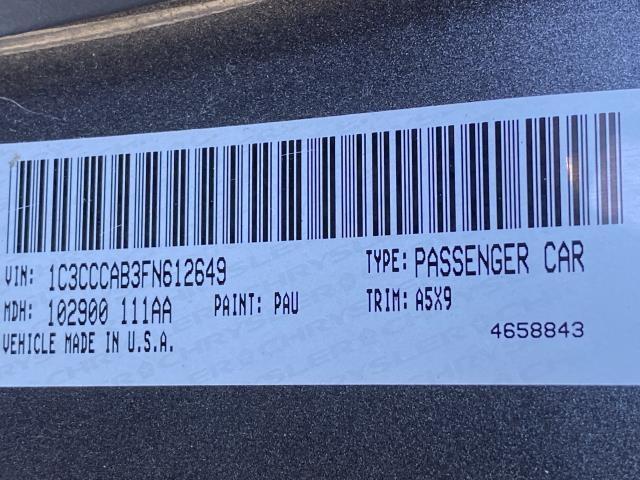 VIN: 1C3CCCAB3FN612649 TYPE: PASSENGER CAR
MDH: 102900 111AA PAINT: PAU TRIM: A5X9
VEHICLE MADE IN U.S.A. 4658843